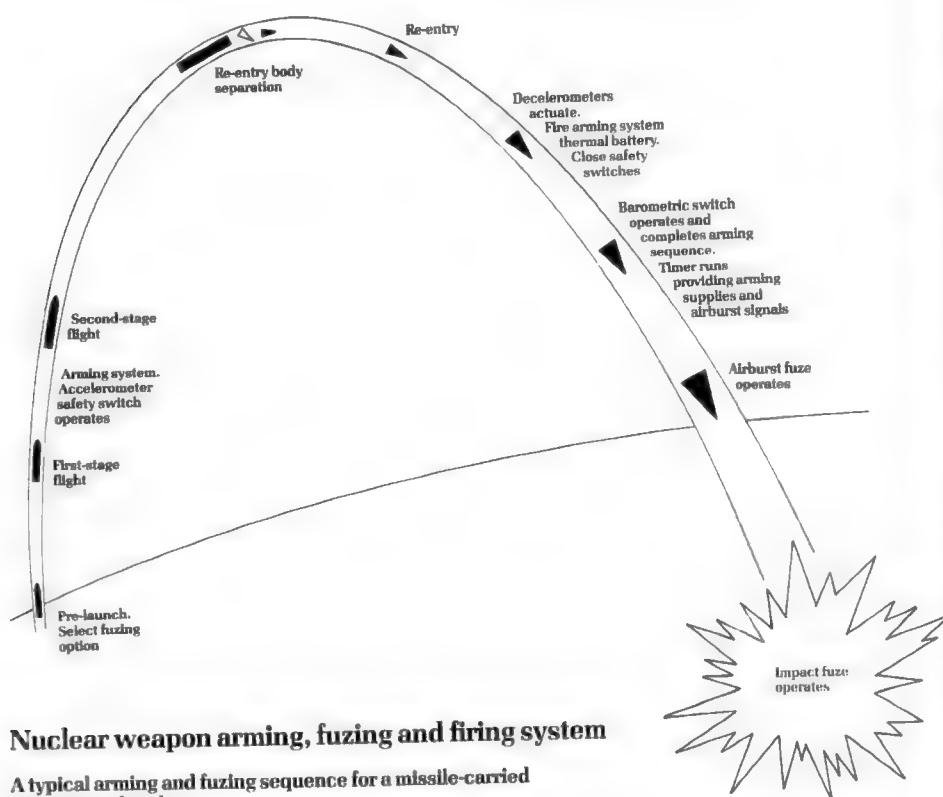 Re-entry
Re-entry body
separation
Decelerometers
actuate.
Fire arming system
thermal battery.
Close safety
switches
Barometric switch
operates and
completes arming
sequence.
Timer runs
providing arming
supplies and
airburst signals
Second-stage
flight
Arming system.
Accelerometer
safety switch
operates
Airburst fuze
operates
First-stage
flight
Pre-launch.
Select fuzing
option
Impact fuze
operates
Nuclear weapon arming, fuzing and firing system
A typical arming and fuzing sequence for a missile-carried